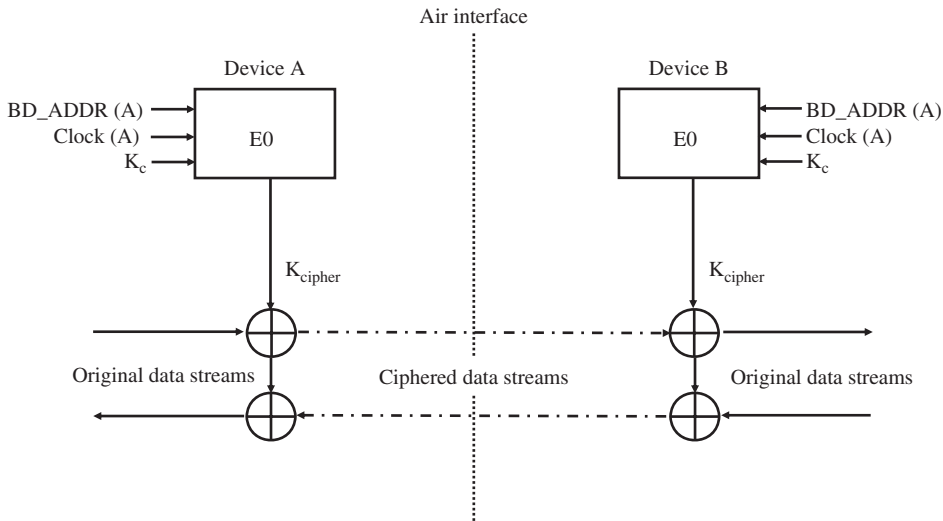 Air interface
Device A
Device B
BD_ADDR (A)
Clock (A)
Kc
E0
E0
BD_ADDR (A)
Clock (A)
Kc
Kcipher
Kcipher
Original data streams
Ciphered data streams
Original data streams